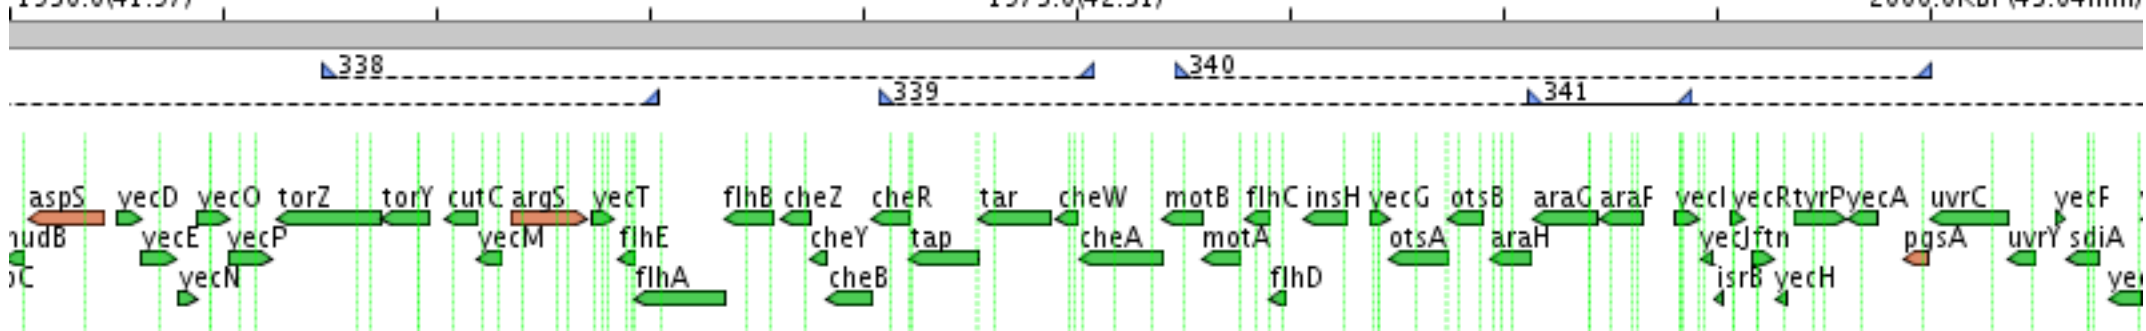 338 340
339 341
aspS yecD yecO torZ torY cutC argS yecT flhB cheZ cheR tar cheW motB flhC insH yecG otsB araG araF yecI yecR tyrP yecA uvrC yecF
nudB yecE yecP yecM flhE cheY tap cheA motA otsA araH yecJ ftn pgsA uvrY sdiA
yecN flhA cheB flhD isrB yecH